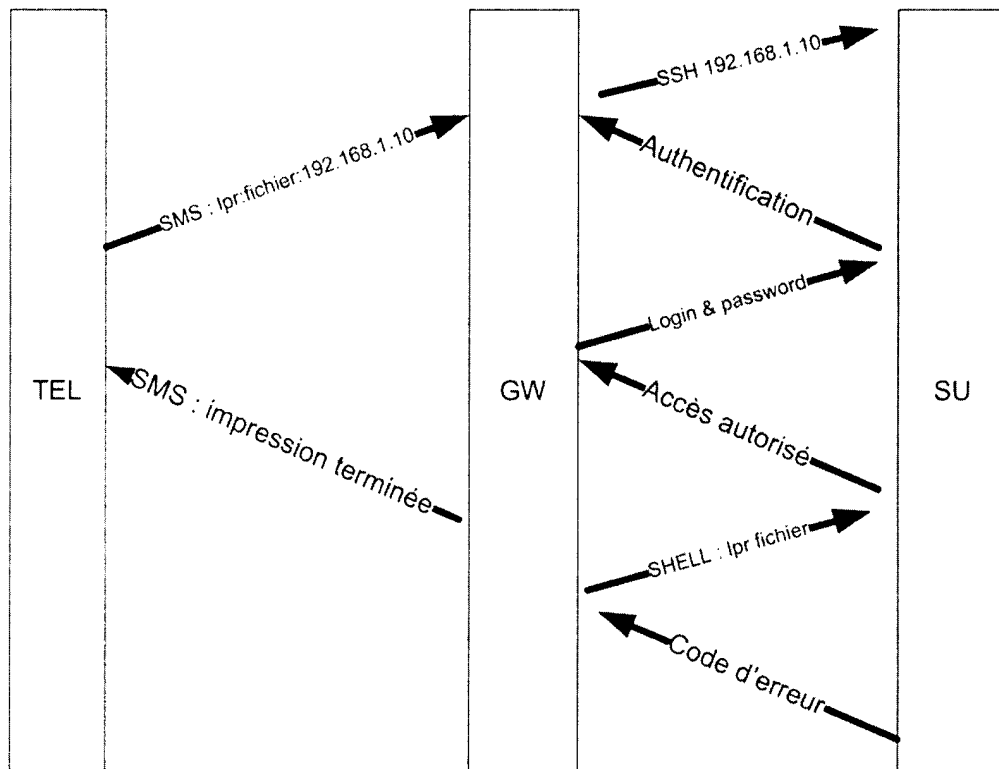 SSH 192.168.1.10
SMS : lpr:fichier:192.168.1.10
Authentification
Login & password
TEL
GW
SU
SMS : impression terminée
Accès autorisé
SHELL : lpr fichier
Code d'erreur